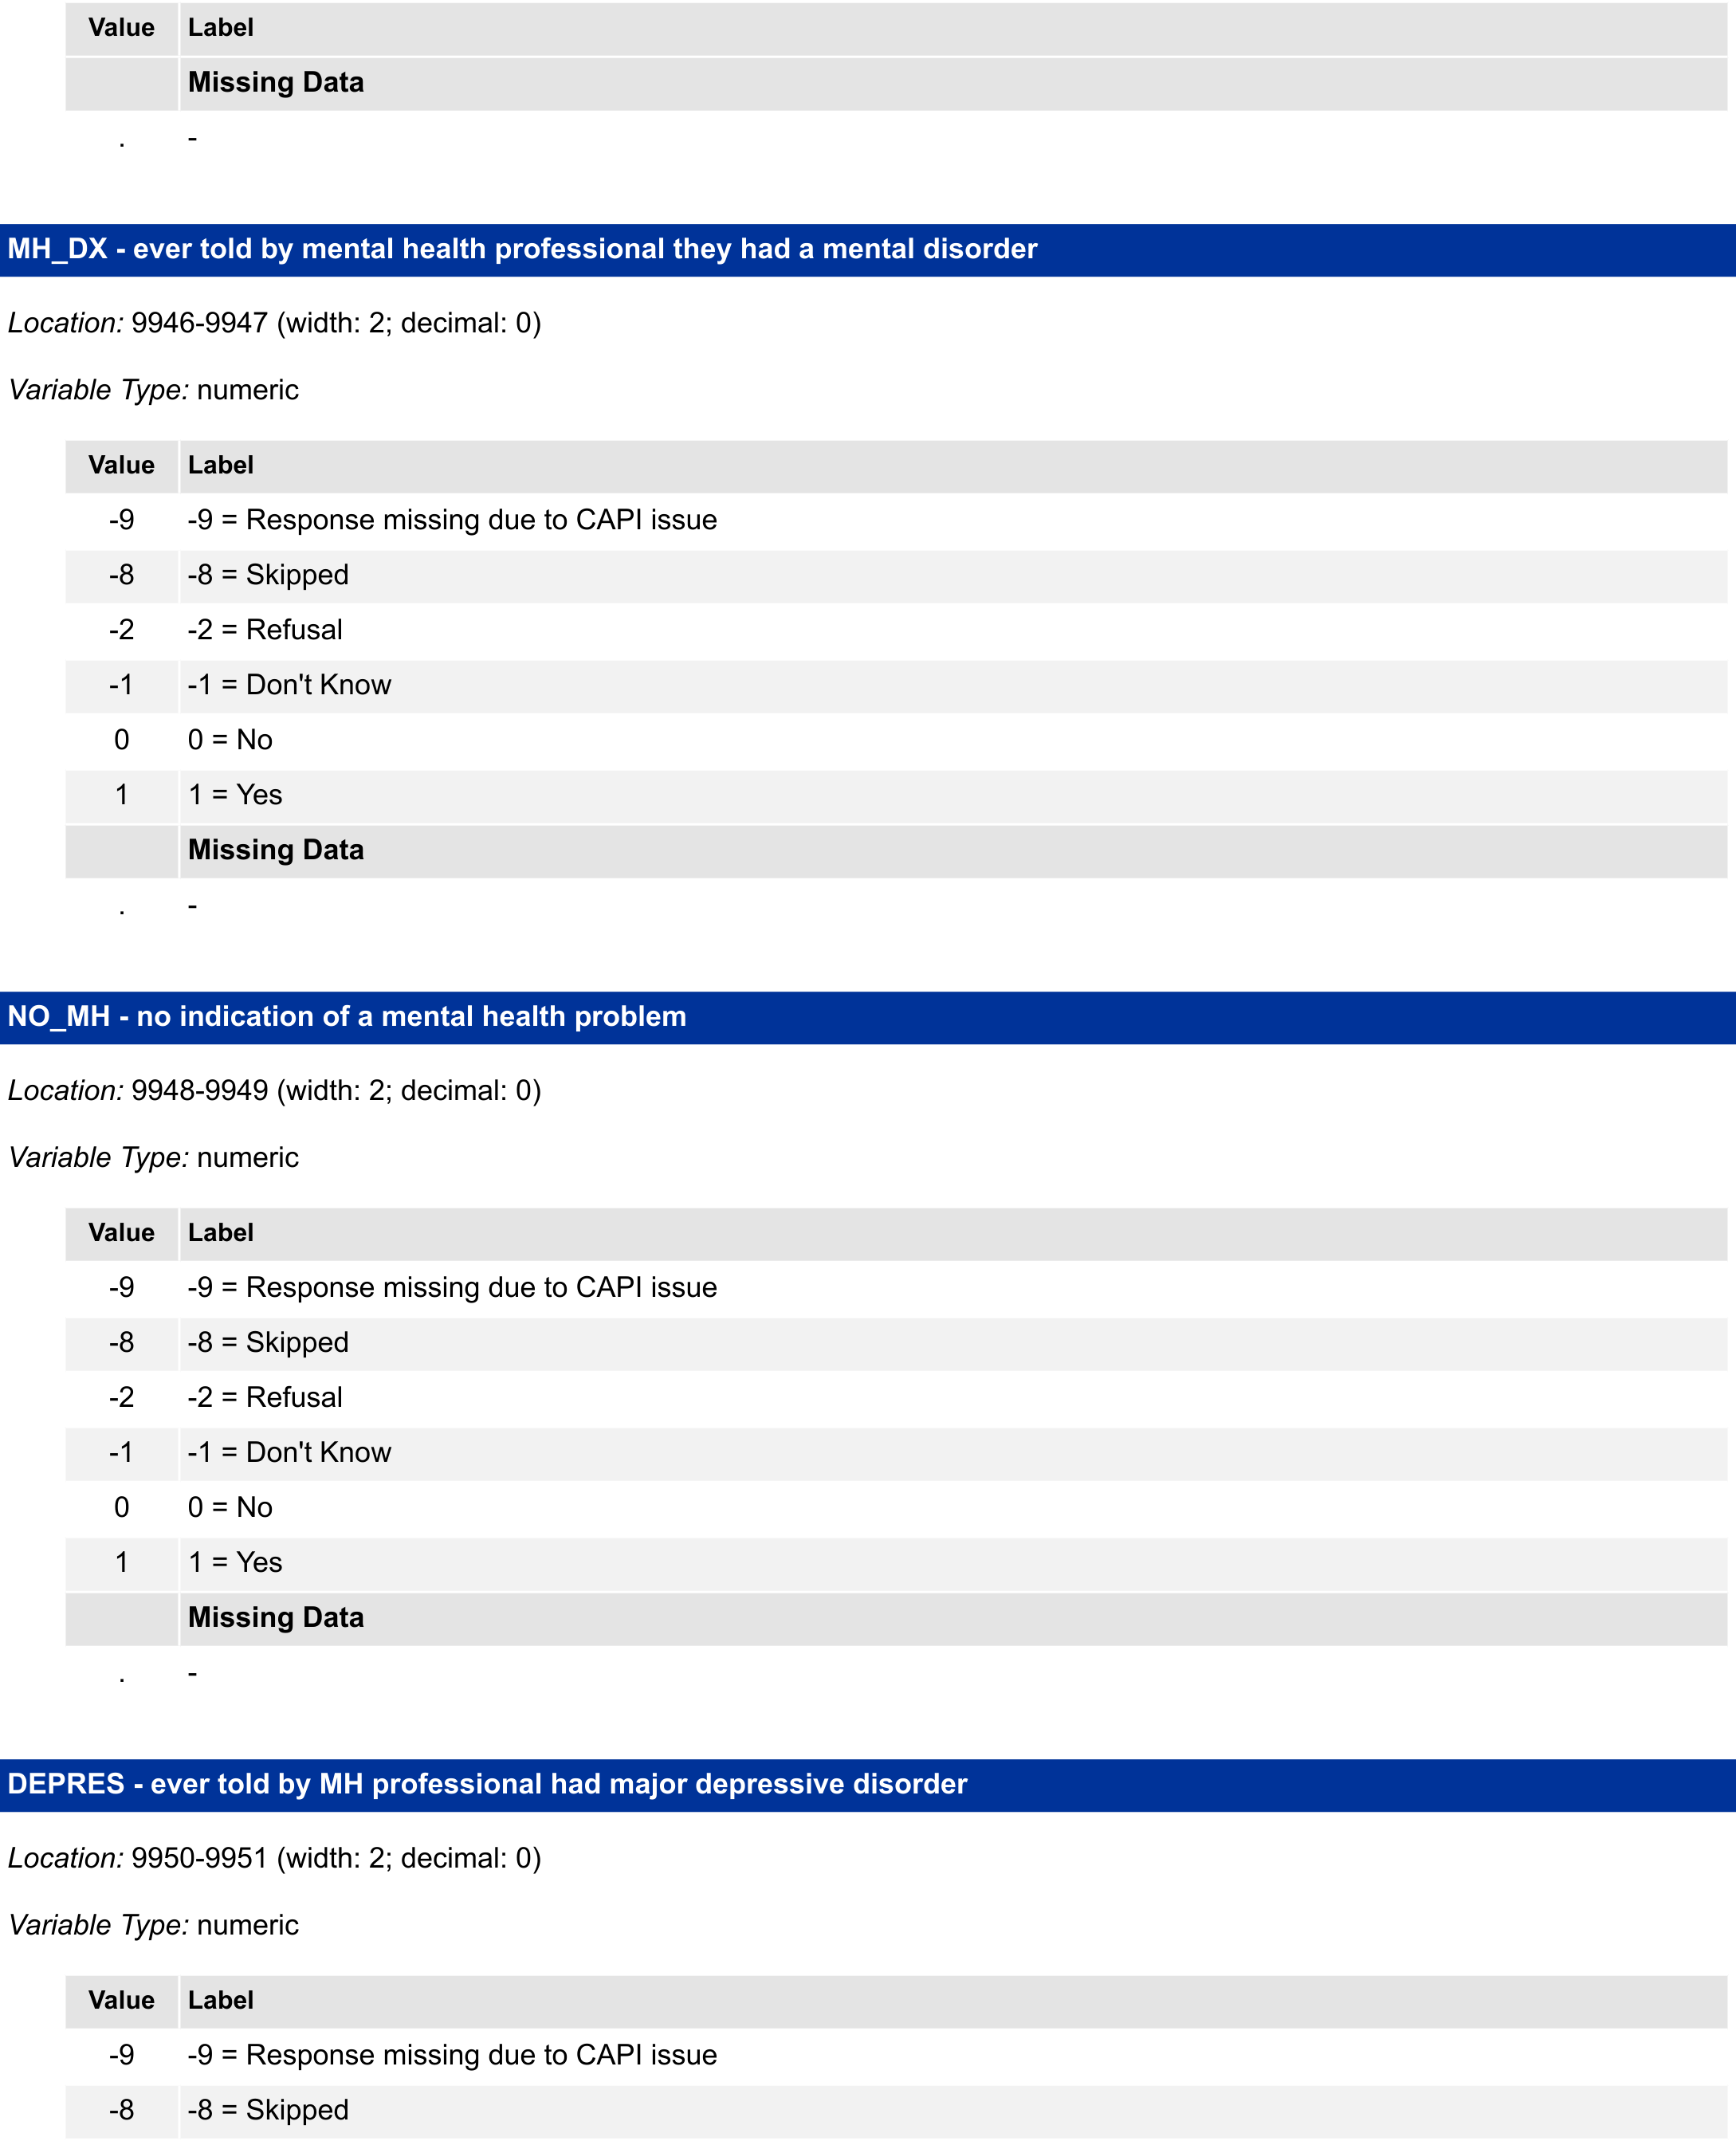 Value Label
Missing Data
. -
MH_DX - ever told by mental health professional they had a mental disorder
Location: 9946-9947 (width: 2; decimal: 0)
Variable Type: numeric
Value Label
-9 -9 = Response missing due to CAPI issue
-8 -8 = Skipped
-2 -2 = Refusal
-1 -1 = Don't Know
0 0 = No
1 1 = Yes
Missing Data
. -
NO_MH - no indication of a mental health problem
Location: 9948-9949 (width: 2; decimal: 0)
Variable Type: numeric
Value Label
-9 -9 = Response missing due to CAPI issue
-8 -8 = Skipped
-2 -2 = Refusal
-1 -1 = Don't Know
0 0 = No
1 1 = Yes
Missing Data
. -
DEPRES - ever told by MH professional had major depressive disorder
Location: 9950-9951 (width: 2; decimal: 0)
Variable Type: numeric
Value Label
-9 -9 = Response missing due to CAPI issue
-8 -8 = Skipped